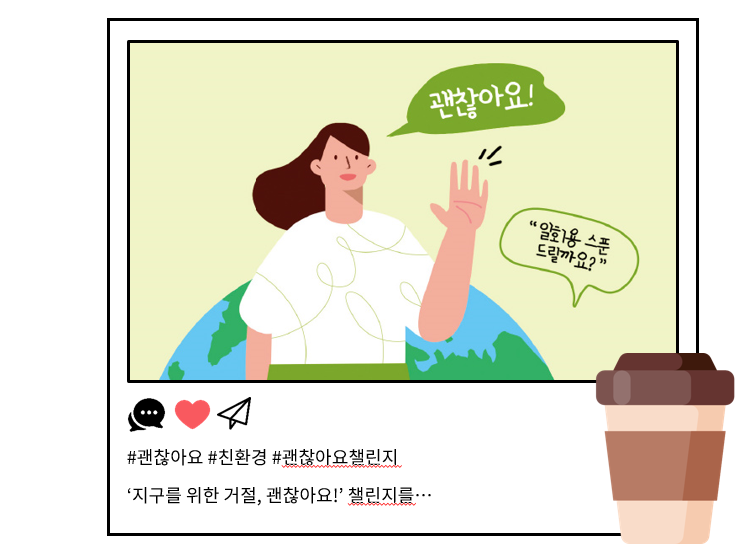 괜찮아요!
“일회용 스푼
드릴까요?”
#괜찮아요 #친환경 #괜찮아요챌린지
‘지구를 위한 거절, 괜찮아요!’ 챌린지를…